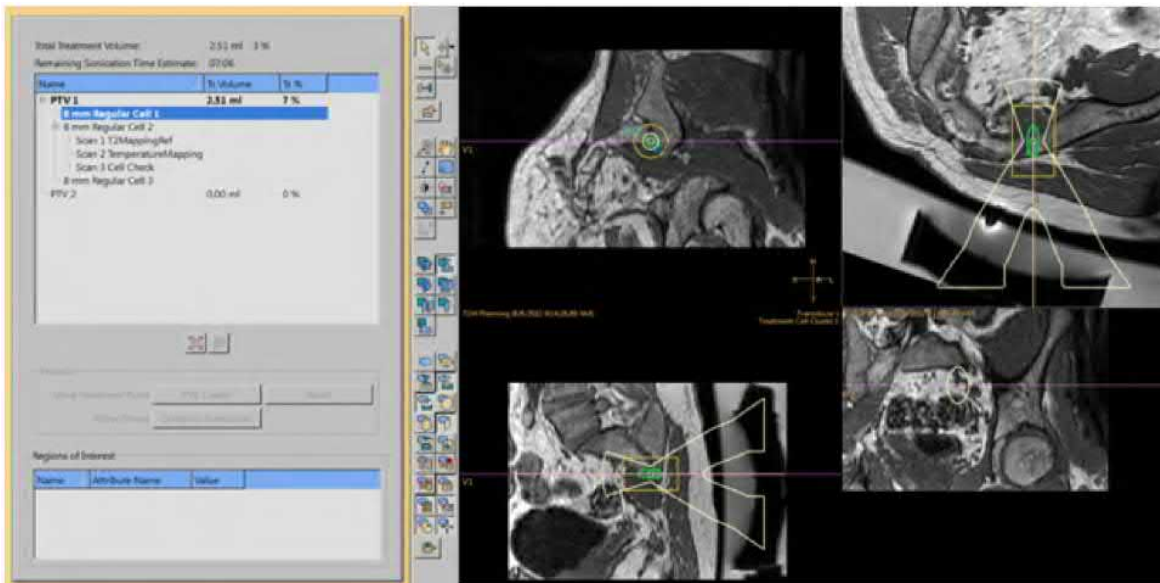 Total Treatment Volume: 2.51 ml 3 %
Remaining Sonication Time Estimate: 07:06
Name Ts Volume Ts %
PTV 1 2.51 ml 7 %
8 mm Regular Cell 1
8 mm Regular Cell 2
Scan 1 T2MappingRef
Scan 2 TemperatureMapping
Scan 3 Cell Check
8 mm Regular Cell 3
PTV 2 0.00 ml 0 %
Regions of Interest
Name Attribute Name Value
V1
V1